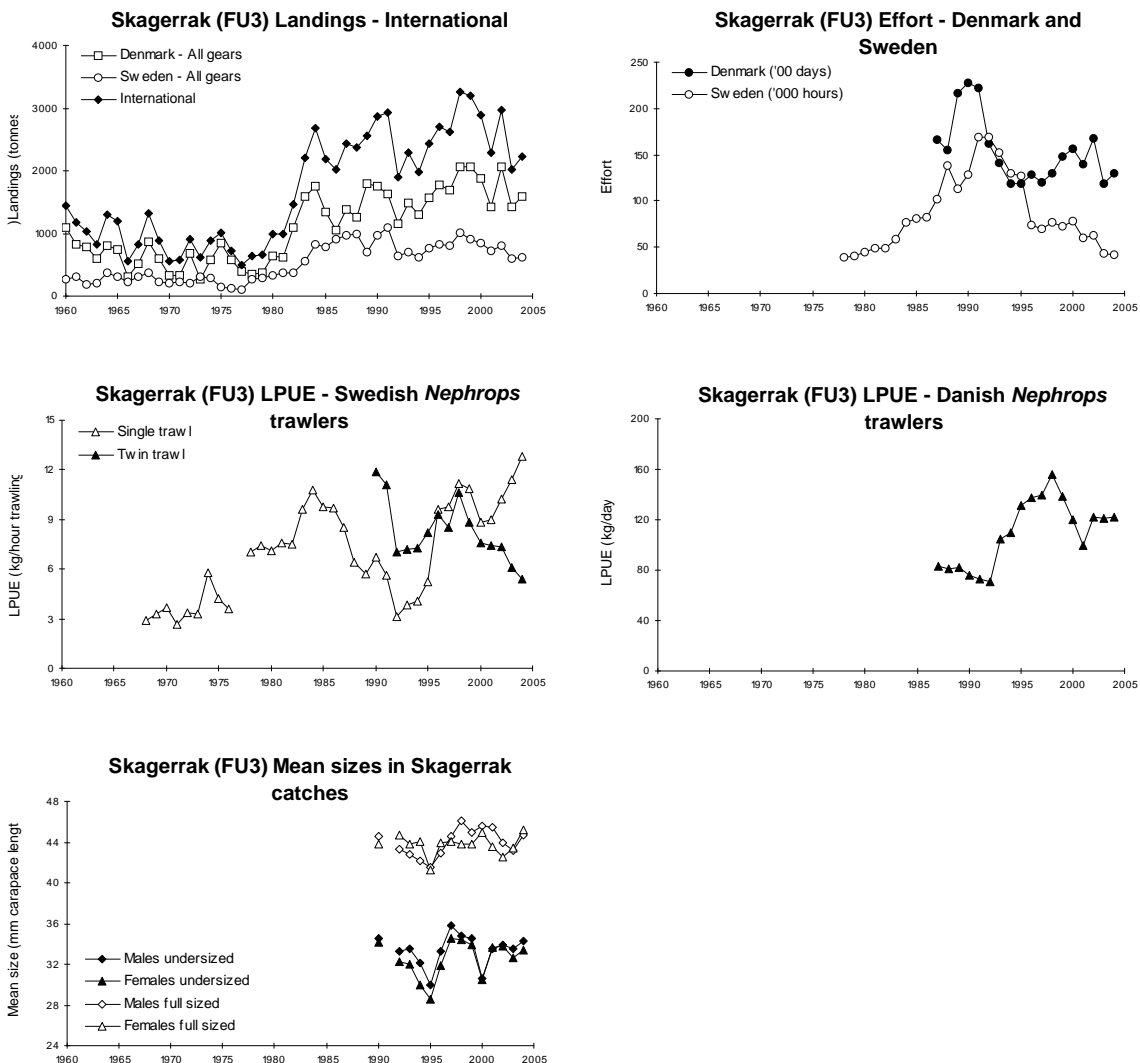 Skagerrak (FU3) Landings - International
)Landings (tonnes
4000
3000
2000
1000
0
Denmark - All gears
Sweden - All gears
International
1960 1965 1970 1975 1980 1985 1990 1995 2000 2005
Skagerrak (FU3) Effort - Denmark and
Sweden
Effort
250
200
150
100
50
0
Denmark ('00 days)
Sweden ('000 hours)
1960 1965 1970 1975 1980 1985 1990 1995 2000 2005
Skagerrak (FU3) LPUE - Swedish Nephrops
trawlers
LPUE (kg/hour trawling
15
12
9
6
3
0
Single trawl
Twin trawl
1960 1965 1970 1975 1980 1985 1990 1995 2000 2005
Skagerrak (FU3) LPUE - Danish Nephrops
trawlers
LPUE (kg/day)
200
160
120
80
40
0
1960 1965 1970 1975 1980 1985 1990 1995 2000 2005
Skagerrak (FU3) Mean sizes in Skagerrak
catches
Mean size (mm carapace lengt
48
44
40
36
32
28
24
Males undersized
Females undersized
Males full sized
Females full sized
1960 1965 1970 1975 1980 1985 1990 1995 2000 2005